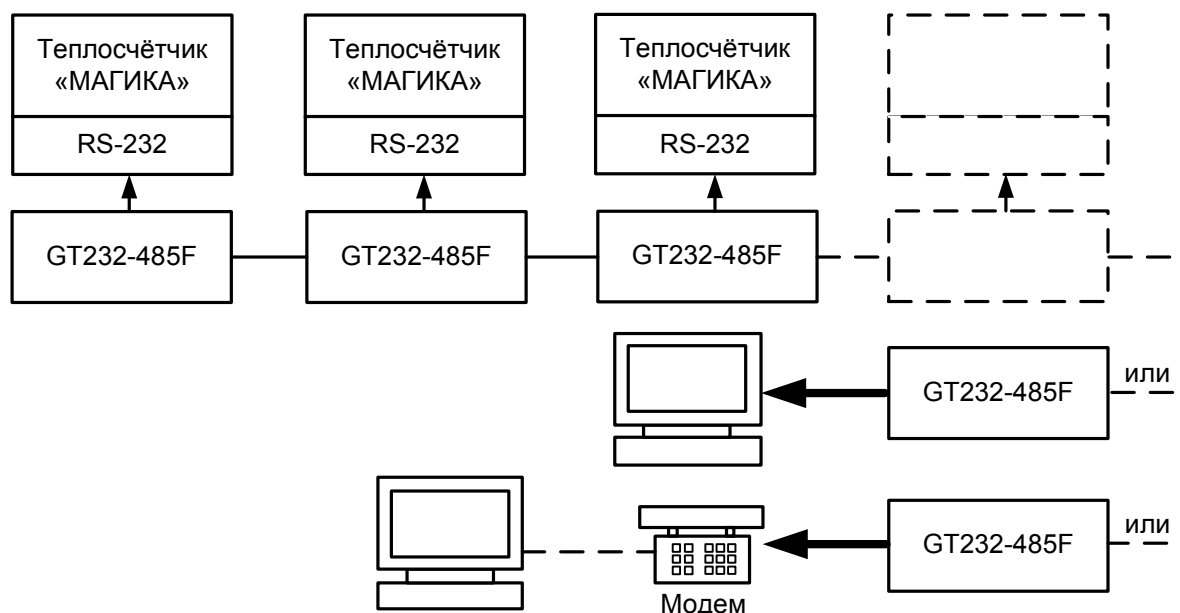 Теплосчётчик
«МАГИКА»
Теплосчётчик
«МАГИКА»
Теплосчётчик
«МАГИКА»
RS-232
RS-232
RS-232
GT232-485F
GT232-485F
GT232-485F
GT232-485F
или
GT232-485F
или
Модем